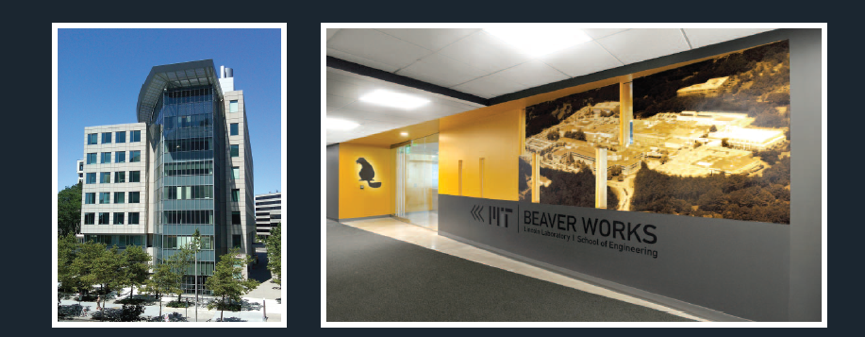 MIT
BEAVER WORKS
Lincoln Laboratory | School of Engineering